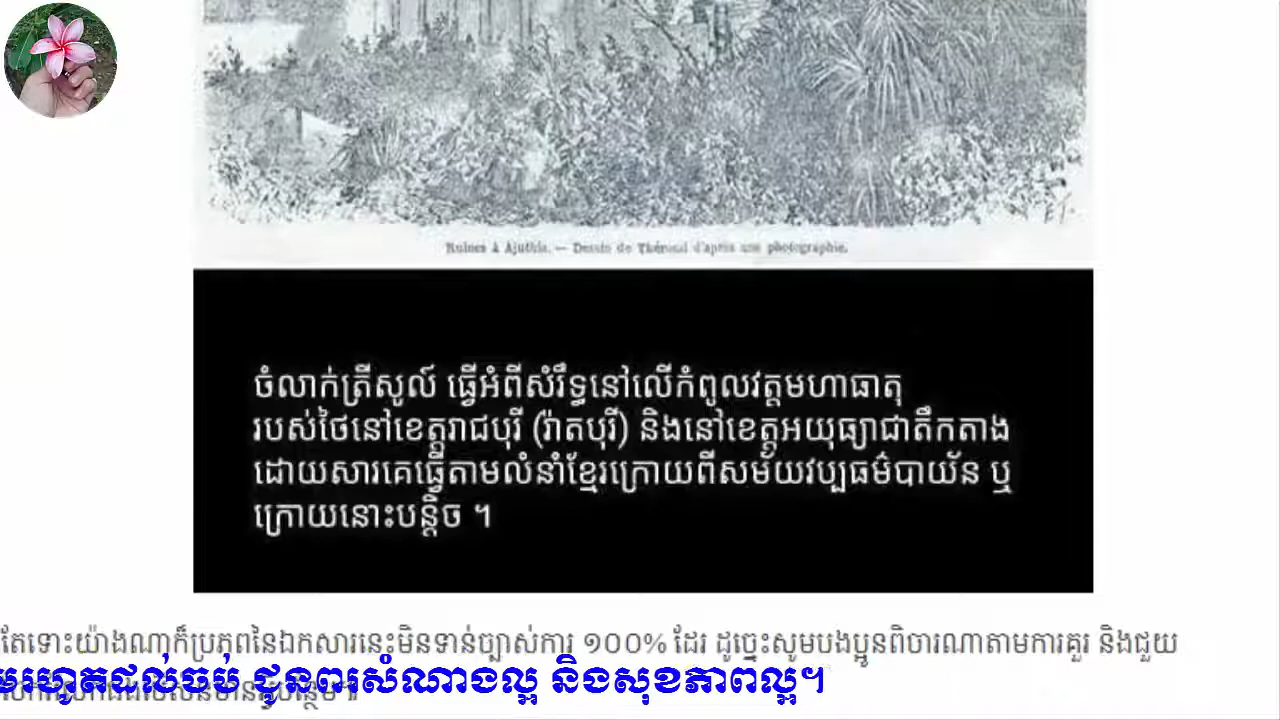 Ruines à Ajuthia. — Dessin de Thérond d'après une photographie.
ចំលាក់ត្រីសូល៍ ធ្វើអំពីសំរឹទ្ធនៅលើកំពូលវត្តមហាធាតុ
របស់ថៃនៅខេត្តរាជបុរី (រ៉ាតបុរី) និងនៅខេត្តអយុធ្យាជាតឹកតាង
ដោយសារគេធ្វើតាមលំនាំខ្មែរក្រោយពីសម័យវប្បធម៌បាយ័ន ឬ
ក្រោយនោះបន្តិច ។
តែទោះយ៉ាងណាក៏ប្រភពនៃឯកសារនេះមិនទាន់ច្បាស់ការ ១០០% ដែរ ដូច្នេះសូមបងប្អូនពិចារណាតាមការគួរ និងជួយ
រហូតដល់ចប់ ជូនពរសំណាងល្អ និងសុខភាពល្អ។